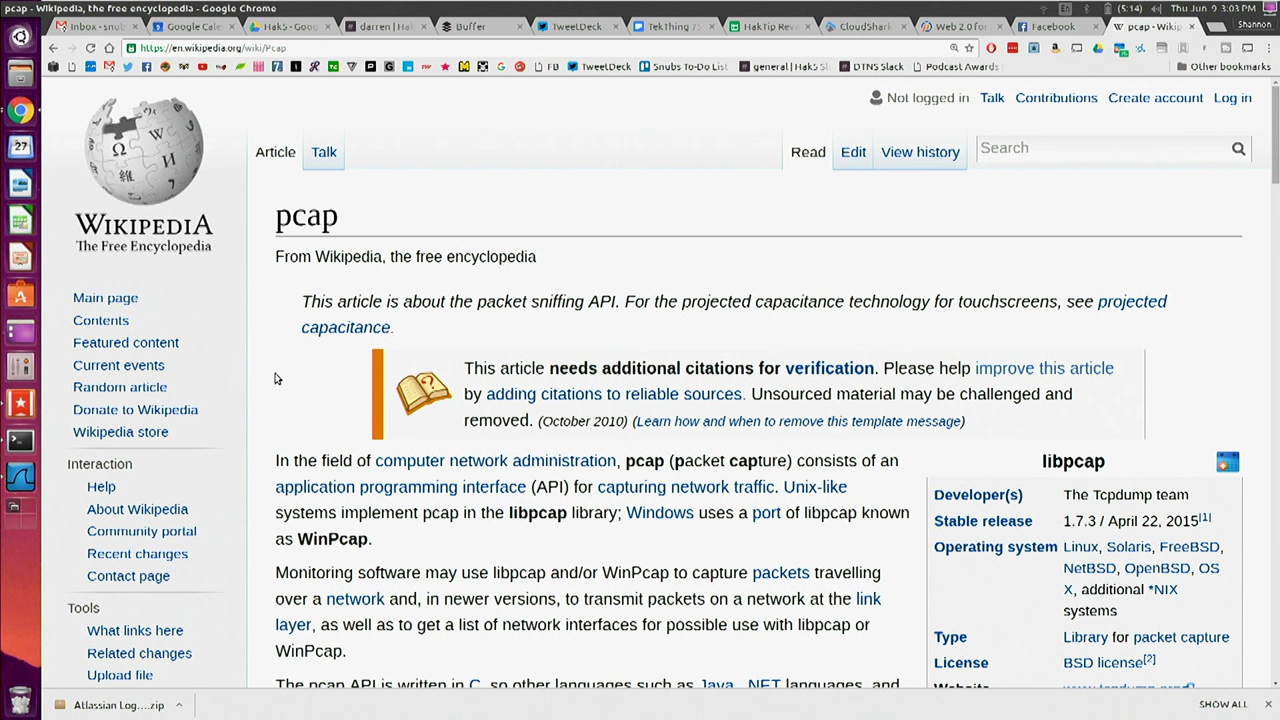 pcap - Wikipedia, the free encyclopedia - Google Chrome
(5:14) Thu Jun 9 3:03 PM
Inbox - snub
Google Cale
Hak5 - Goog
darren | Hak
Buffer
TweetDeck
TekThing 75
HakTip Reva
CloudShark
Web 2.0 for
Facebook
pcap - Wikip
Shannon
https://en.wikipedia.org/wiki/Pcap
FB
TweetDeck
Snubs To-Do List
general | Hak5 Sl
DTNS Slack
Podcast Awards
Other bookmarks
Not logged in Talk Contributions Create account Log in
Article Talk Read Edit View history Search
WIKIPEDIA
The Free Encyclopedia
Main page
Contents
Featured content
Current events
Random article
Donate to Wikipedia
Wikipedia store
Interaction
Help
About Wikipedia
Community portal
Recent changes
Contact page
Tools
What links here
Related changes
Upload file
pcap
From Wikipedia, the free encyclopedia
This article is about the packet sniffing API. For the projected capacitance technology for touchscreens, see projected
capacitance.
This article needs additional citations for verification. Please help improve this article
by adding citations to reliable sources. Unsourced material may be challenged and
removed. (October 2010) (Learn how and when to remove this template message)
In the field of computer network administration, pcap (packet capture) consists of an
application programming interface (API) for capturing network traffic. Unix-like
systems implement pcap in the libpcap library; Windows uses a port of libpcap known
as WinPcap.
Monitoring software may use libpcap and/or WinPcap to capture packets travelling
over a network and, in newer versions, to transmit packets on a network at the link
layer, as well as to get a list of network interfaces for possible use with libpcap or
WinPcap.
The pcap API is written in C, so other languages such as Java, .NET languages, and
libpcap
Developer(s) The Tcpdump team
Stable release 1.7.3 / April 22, 2015[1]
Operating system Linux, Solaris, FreeBSD,
NetBSD, OpenBSD, OS
X, additional *NIX
systems
Type Library for packet capture
License BSD license[2]
Website www.tcpdump.org
27
Atlassian Log....zip
SHOW ALL